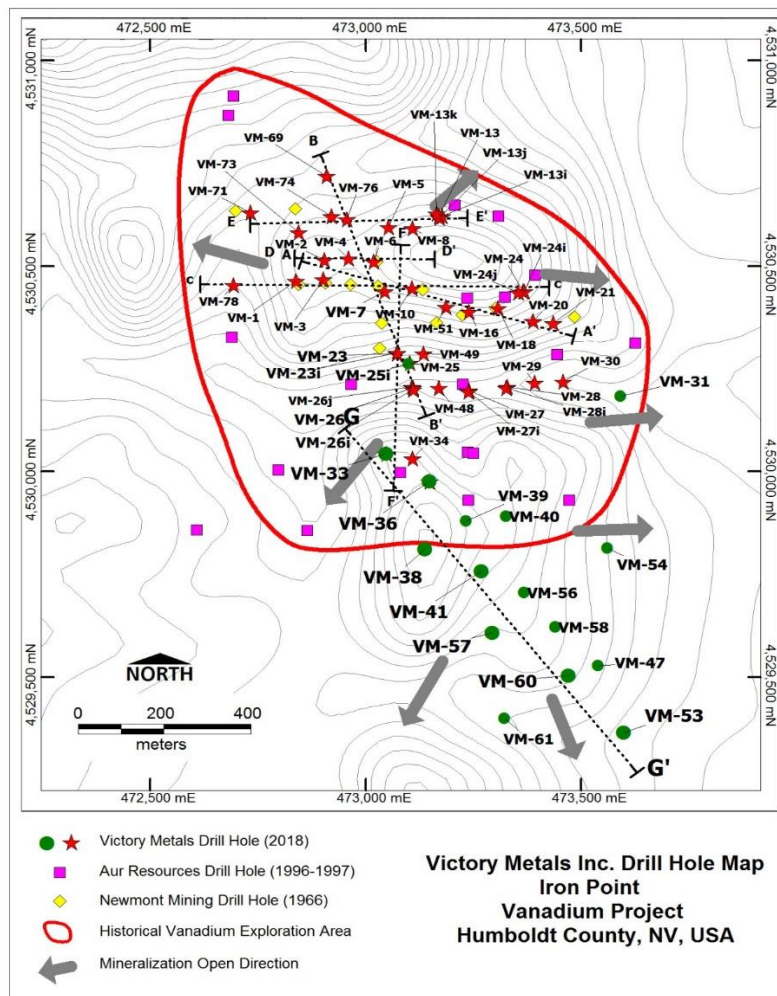 472,500 mE
473,000 mE
473,500 mE
4,531,000 mN
4,531,000 mN
VM-13k
VM-13
VM-69
B
VM-13j
VM-73
VM-13i
VM-74
VM-76
VM-5
VM-71
E
E'
F
VM-2
VM-4
VM-6
VM-8
VM-24
D
D'
A
VM-24i
4,530,500 mN
VM-24j
4,530,500 mN
VM-21
c
C'
VM-78
VM-10
VM-20
VM-7
VM-1
VM-51
VM-16
A'
VM-3
VM-18
VM-23
VM-49
VM-29
VM-30
VM-23i
VM-25
VM-25i
VM-31
VM-26j
VM-28
VM-48
VM-27
VM-28i
VM-26
G
B'
VM-27i
VM-26i
VM-34
VM-33
VM-39
4,530,000 mN
4,530,000 mN
F'
VM-40
VM-36
VM-54
VM-38
VM-41
VM-56
VM-57
VM-58
NORTH
VM-47
4,529,500 mN
VM-60
4,529,500 mN
0 200 400
meters
VM-53
VM-61
G'
472,500 mE
473,000 mE
473,500 mE
Victory Metals Drill Hole (2018)
Aur Resources Drill Hole (1996-1997)
Newmont Mining Drill Hole (1966)
Historical Vanadium Exploration Area
Mineralization Open Direction
Victory Metals Inc. Drill Hole Map
Iron Point
Vanadium Project
Humboldt County, NV, USA